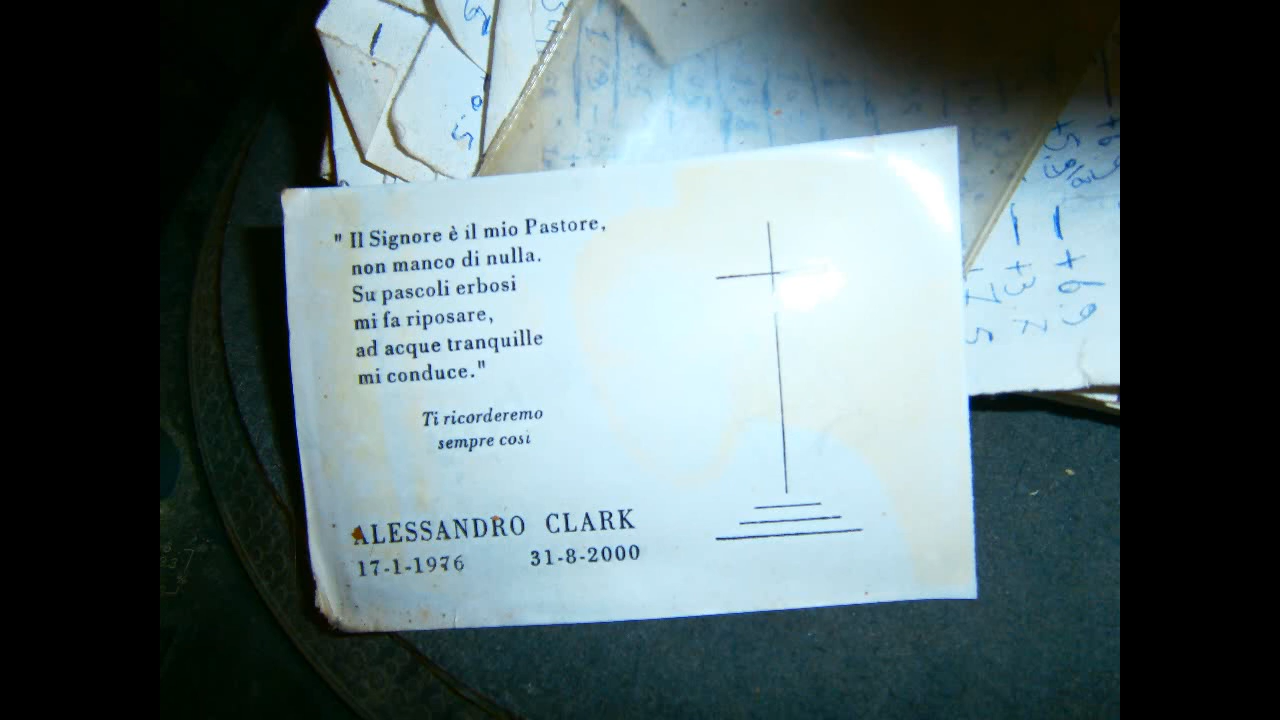 " Il Signore è il mio Pastore,
non manco di nulla.
Su pascoli erbosi
mi fa riposare,
ad acque tranquille
mi conduce."
Ti ricorderemo
sempre così
ALESSANDRO CLARK
17-1-1976 31-8-2000